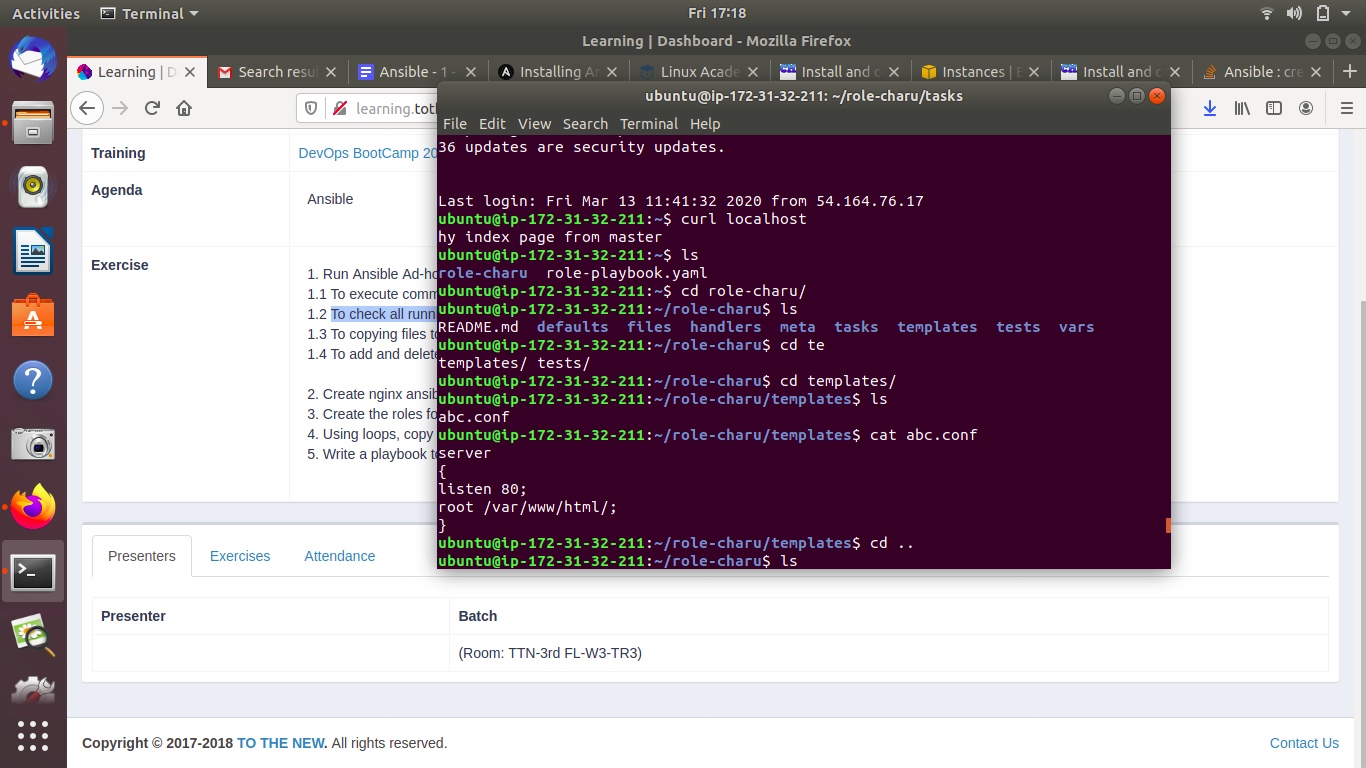 Activities Terminal Fri 17:18
Learning | Dashboard - Mozilla Firefox
Learning | D Search resu Ansible - 1 - Installing An Linux Acade Install and c Instances | E Install and c Ansible : cre
learning.toth
Training DevOps BootCamp 20
Agenda Ansible
Exercise
1. Run Ansible Ad-ho
1.1 To execute comm
1.2 To check all runn
1.3 To copying files to
1.4 To add and delete
2. Create nginx ansib
3. Create the roles fo
4. Using loops, copy
5. Write a playbook to
ubuntu@ip-172-31-32-211: ~/role-charu/tasks
File Edit View Search Terminal Help
36 updates are security updates.
Last login: Fri Mar 13 11:41:32 2020 from 54.164.76.17
ubuntu@ip-172-31-32-211:~$ curl localhost
hy index page from master
ubuntu@ip-172-31-32-211:~$ ls
role-charu role-playbook.yaml
ubuntu@ip-172-31-32-211:~$ cd role-charu/
ubuntu@ip-172-31-32-211:~/role-charu$ ls
README.md defaults files handlers meta tasks templates tests vars
ubuntu@ip-172-31-32-211:~/role-charu$ cd te
templates/ tests/
ubuntu@ip-172-31-32-211:~/role-charu$ cd templates/
ubuntu@ip-172-31-32-211:~/role-charu/templates$ ls
abc.conf
ubuntu@ip-172-31-32-211:~/role-charu/templates$ cat abc.conf
server
{
listen 80;
root /var/www/html/;
}
ubuntu@ip-172-31-32-211:~/role-charu/templates$ cd ..
ubuntu@ip-172-31-32-211:~/role-charu$ ls
Presenters Exercises Attendance
Presenter Batch
(Room: TTN-3rd FL-W3-TR3)
Copyright © 2017-2018 TO THE NEW. All rights reserved. Contact Us